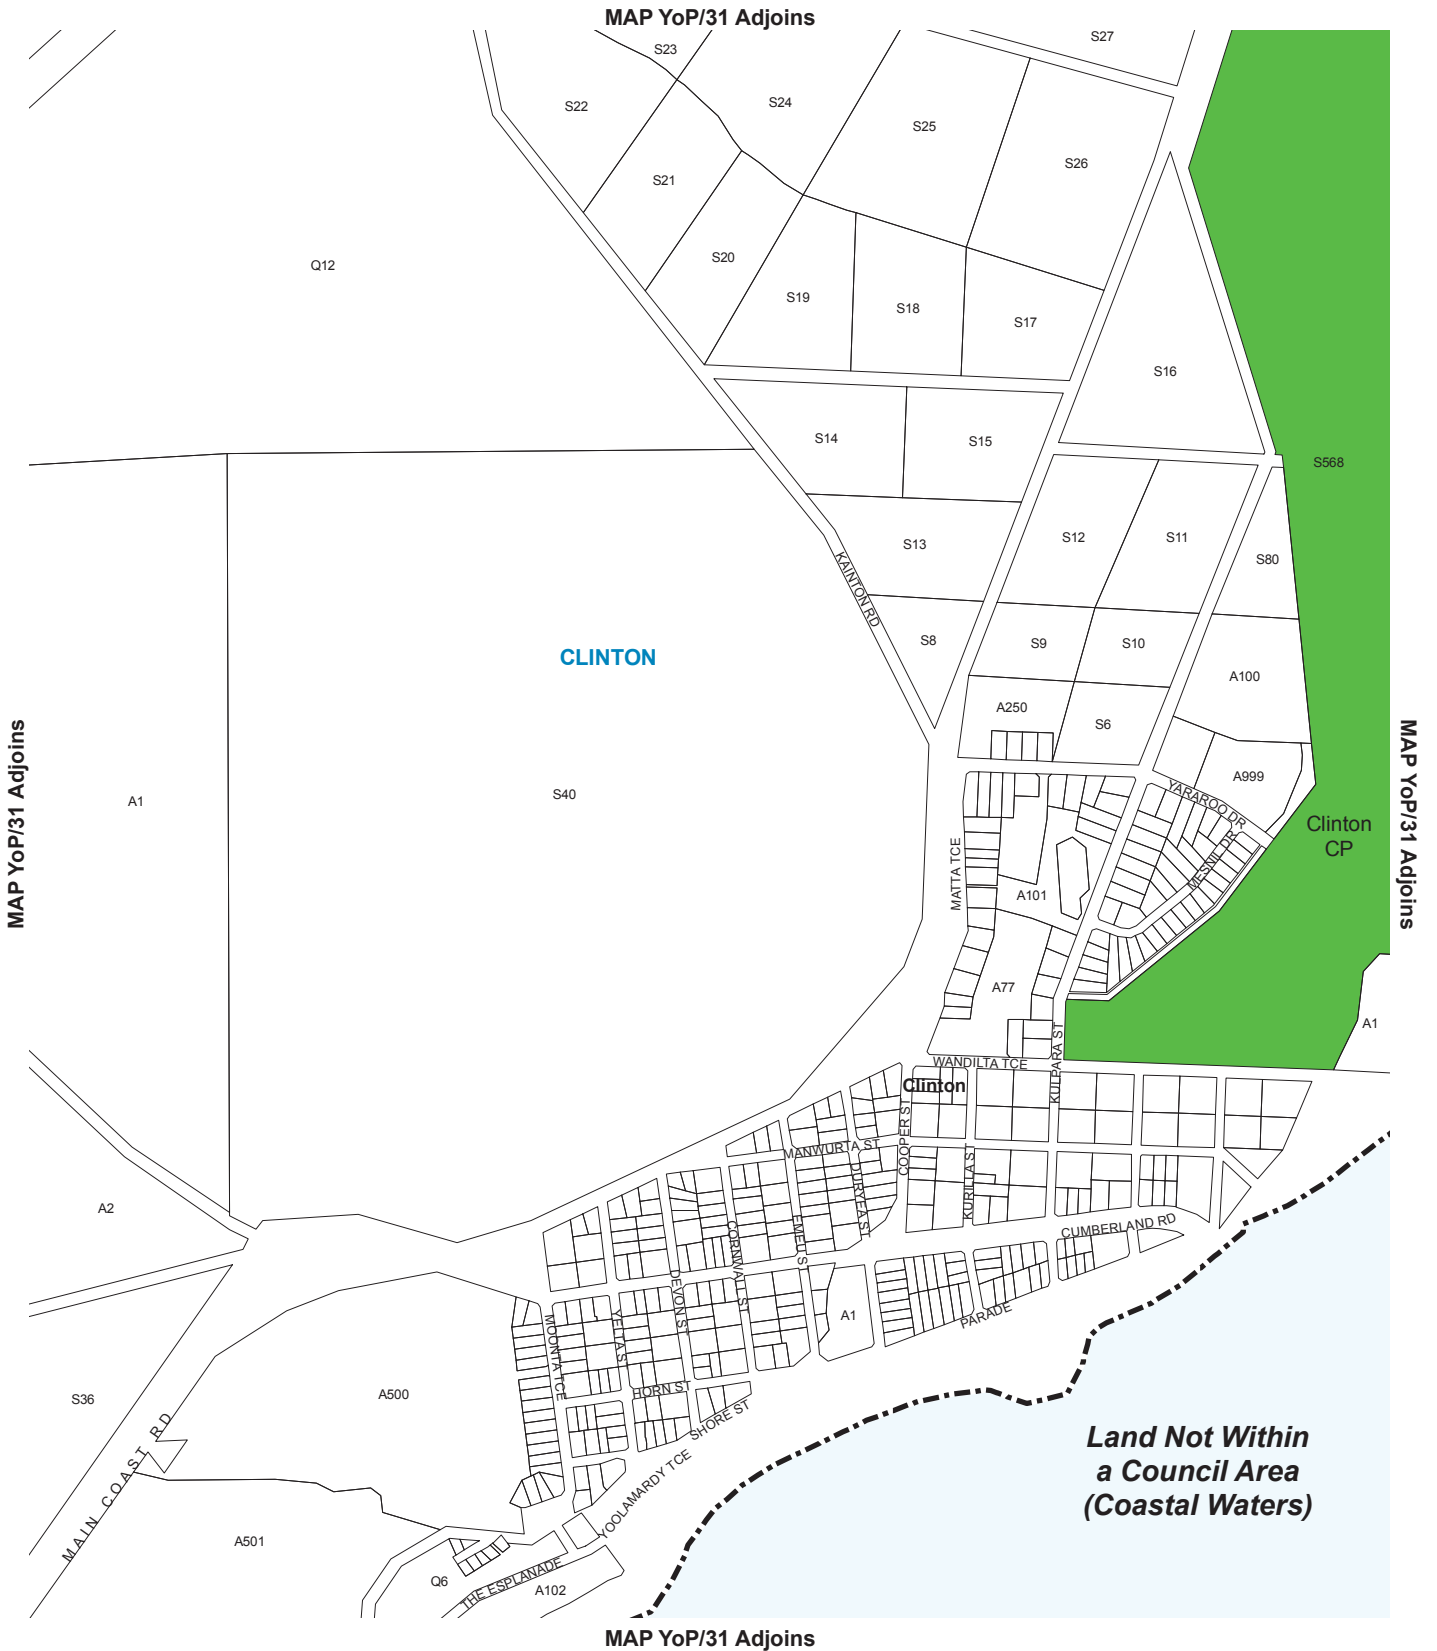 MAP YoP/31 Adjoins
S27
S23
S22
S24
S25
S26
S21
S20
Q12
S19
S18
S17
S16
S14
S15
S568
S13
S12
S11
S80
KAINTON RD
S8
S9
S10
CLINTON
A100
A250
S6
MAP YoP/31 Adjoins
MAP YoP/31 Adjoins
A1
S40
A999
YARAROO DR
Clinton
CP
MESNIL DR
MATTA TCE
A101
A77
A1
WANDILTA TCE
KULPARA ST
Clinton
COOPER ST
MANWURTA ST
DURYEA ST
KURILLA ST
A2
CUMBERLAND RD
EMELI ST
CORNWALL ST
DEVON ST
YELTA S
MOONTA TCE
A1
PARADE
S36
A500
HORN ST
SHORE ST
MAIN COAST RD
YOOLAMARDY TCE
Land Not Within
a Council Area
(Coastal Waters)
A501
Q6
THE ESPLANADE
A102
MAP YoP/31 Adjoins